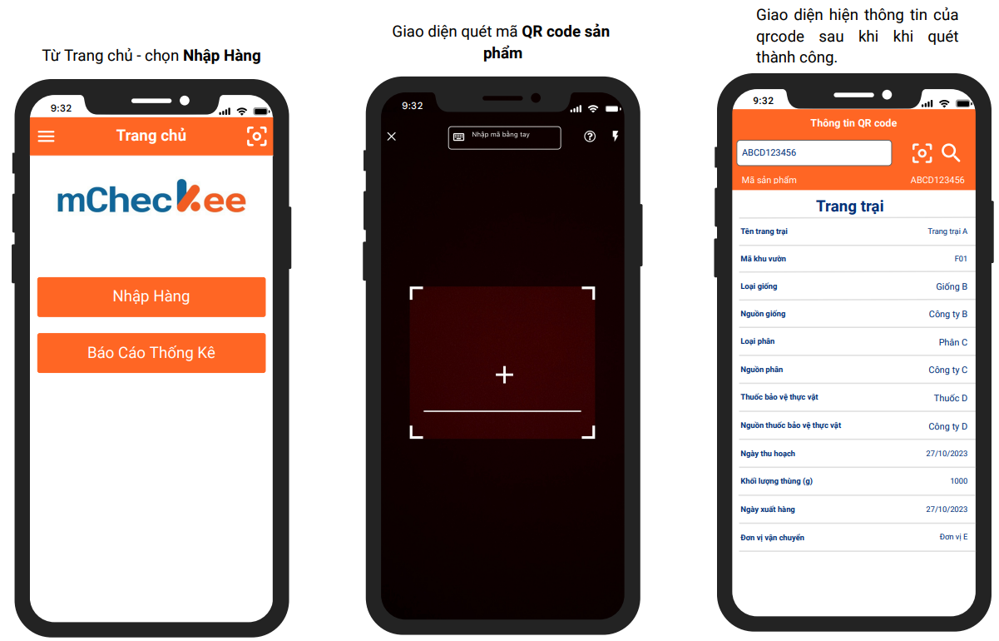 Từ Trang chủ - chọn Nhập Hàng
9:32
Trang chủ
mCheckee
Nhập Hàng
Báo Cáo Thống Kê
Giao diện quét mã QR code sản
phẩm
9:32
Nhập mã bằng tay
Giao diện hiện thông tin của
qrcode sau khi khi quét
thành công.
9:32
Thông tin QR code
ABCD123456
Mã sản phẩm ABCD123456
Trang trại
Tên trang trại Trang trại A
Mã khu vườn F01
Loại giống Giống B
Nguồn giống Công ty B
Loại phân Phân C
Nguồn phân Công ty C
Thuốc bảo vệ thực vật Thuốc D
Nguồn thuốc bảo vệ thực vật Công ty D
Ngày thu hoạch 27/10/2023
Khối lượng thùng (g) 1000
Ngày xuất hàng 27/10/2023
Đơn vị vận chuyển Đơn vị E